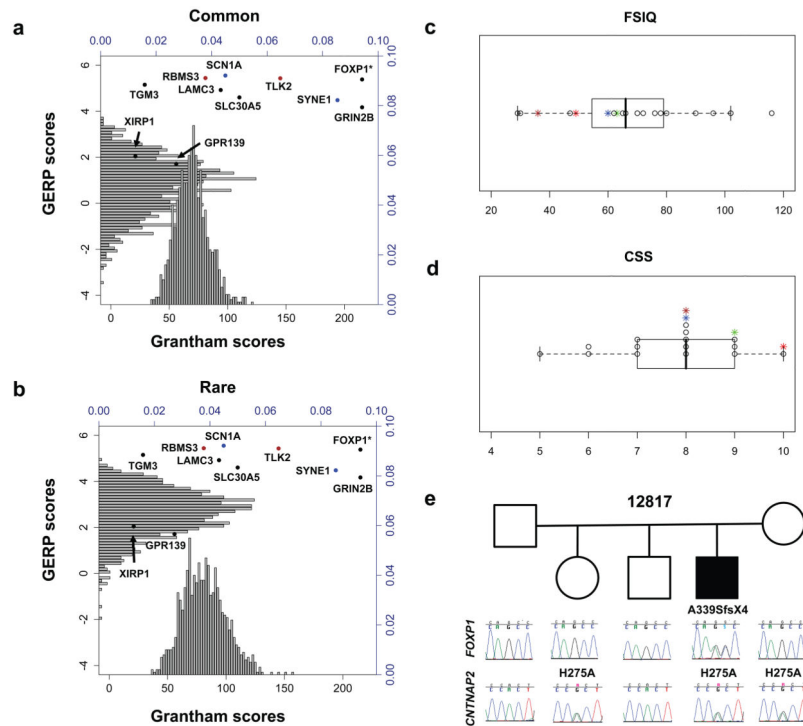 a
Common
0.00 0.02 0.04 0.06 0.08 0.10
SCN1A
RBMS3
FOXP1*
LAMC3
TLK2
TGM3
SLC30A5
SYNE1
GRIN2B
XIRP1
GPR139
GERP scores
6
4
2
0
-2
-4
0.10
0.08
0.06
0.04
0.02
0.00
0 50 100 150 200
Grantham scores
b
Rare
0.00 0.02 0.04 0.06 0.08 0.10
SCN1A
RBMS3
FOXP1*
LAMC3
TLK2
TGM3
SLC30A5
SYNE1
GRIN2B
GPR139
XIRP1
GERP scores
6
4
2
0
-2
-4
0.10
0.08
0.06
0.04
0.02
0.00
0 50 100 150 200
Grantham scores
c
FSIQ
20 40 60 80 100 120
d
CSS
4 5 6 7 8 9 10
e
12817
A339SfsX4
FOXP1
H275A H275A H275A
CNTNAP2